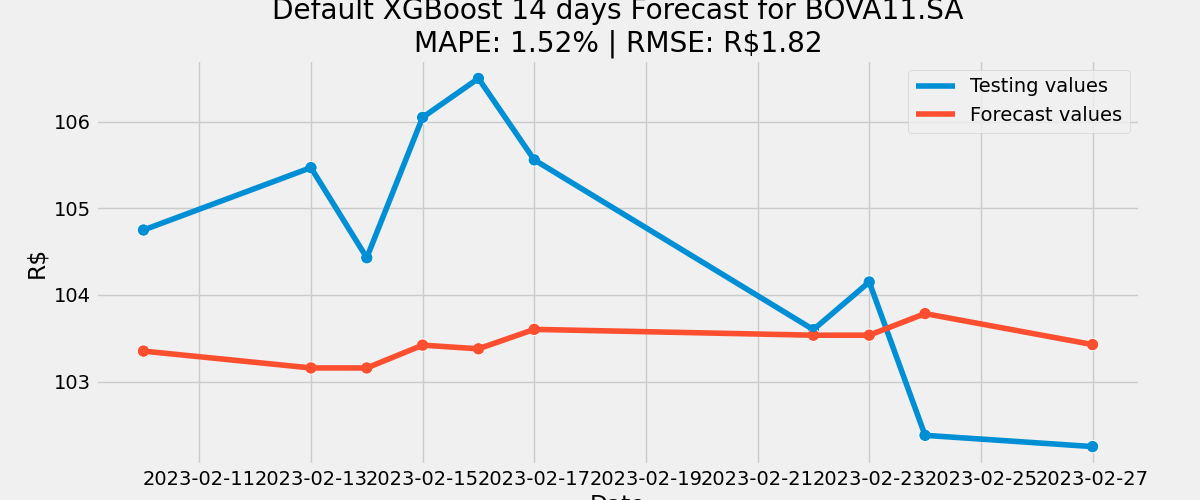 Default XGBoost 14 days Forecast for BOVA11.SA
MAPE: 1.52% | RMSE: R$1.82
Testing values
Forecast values
106
105
104
103
R$
2023-02-11 2023-02-13 2023-02-15 2023-02-17 2023-02-19 2023-02-21 2023-02-23 2023-02-25 2023-02-27
Date